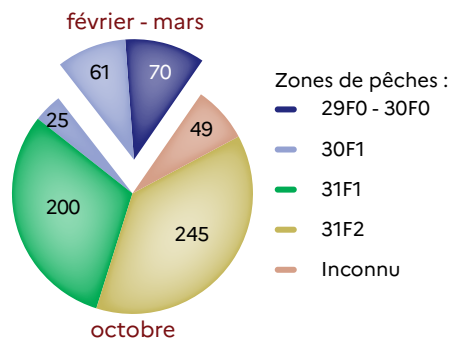 février - mars
61
70
25
49
200
245
octobre
Zones de pêches :
29F0 - 30F0
30F1
31F1
31F2
Inconnu